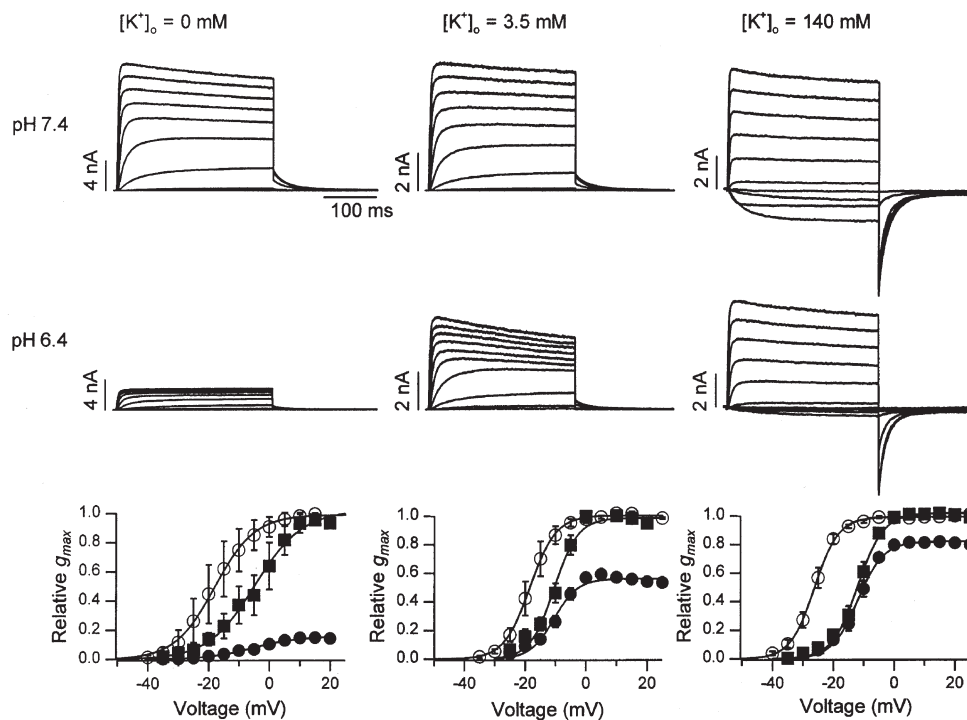 [K⁺]ₒ = 0 mM
[K⁺]ₒ = 3.5 mM
[K⁺]ₒ = 140 mM
pH 7.4
4 nA
2 nA
2 nA
100 ms
pH 6.4
4 nA
2 nA
2 nA
Relative gmax
1.0
0.8
0.6
0.4
0.2
0.0
-40 -20 0 20
Voltage (mV)
Relative gmax
1.0
0.8
0.6
0.4
0.2
0.0
-40 -20 0 20
Voltage (mV)
Relative gmax
1.0
0.8
0.6
0.4
0.2
0.0
-40 -20 0 20
Voltage (mV)